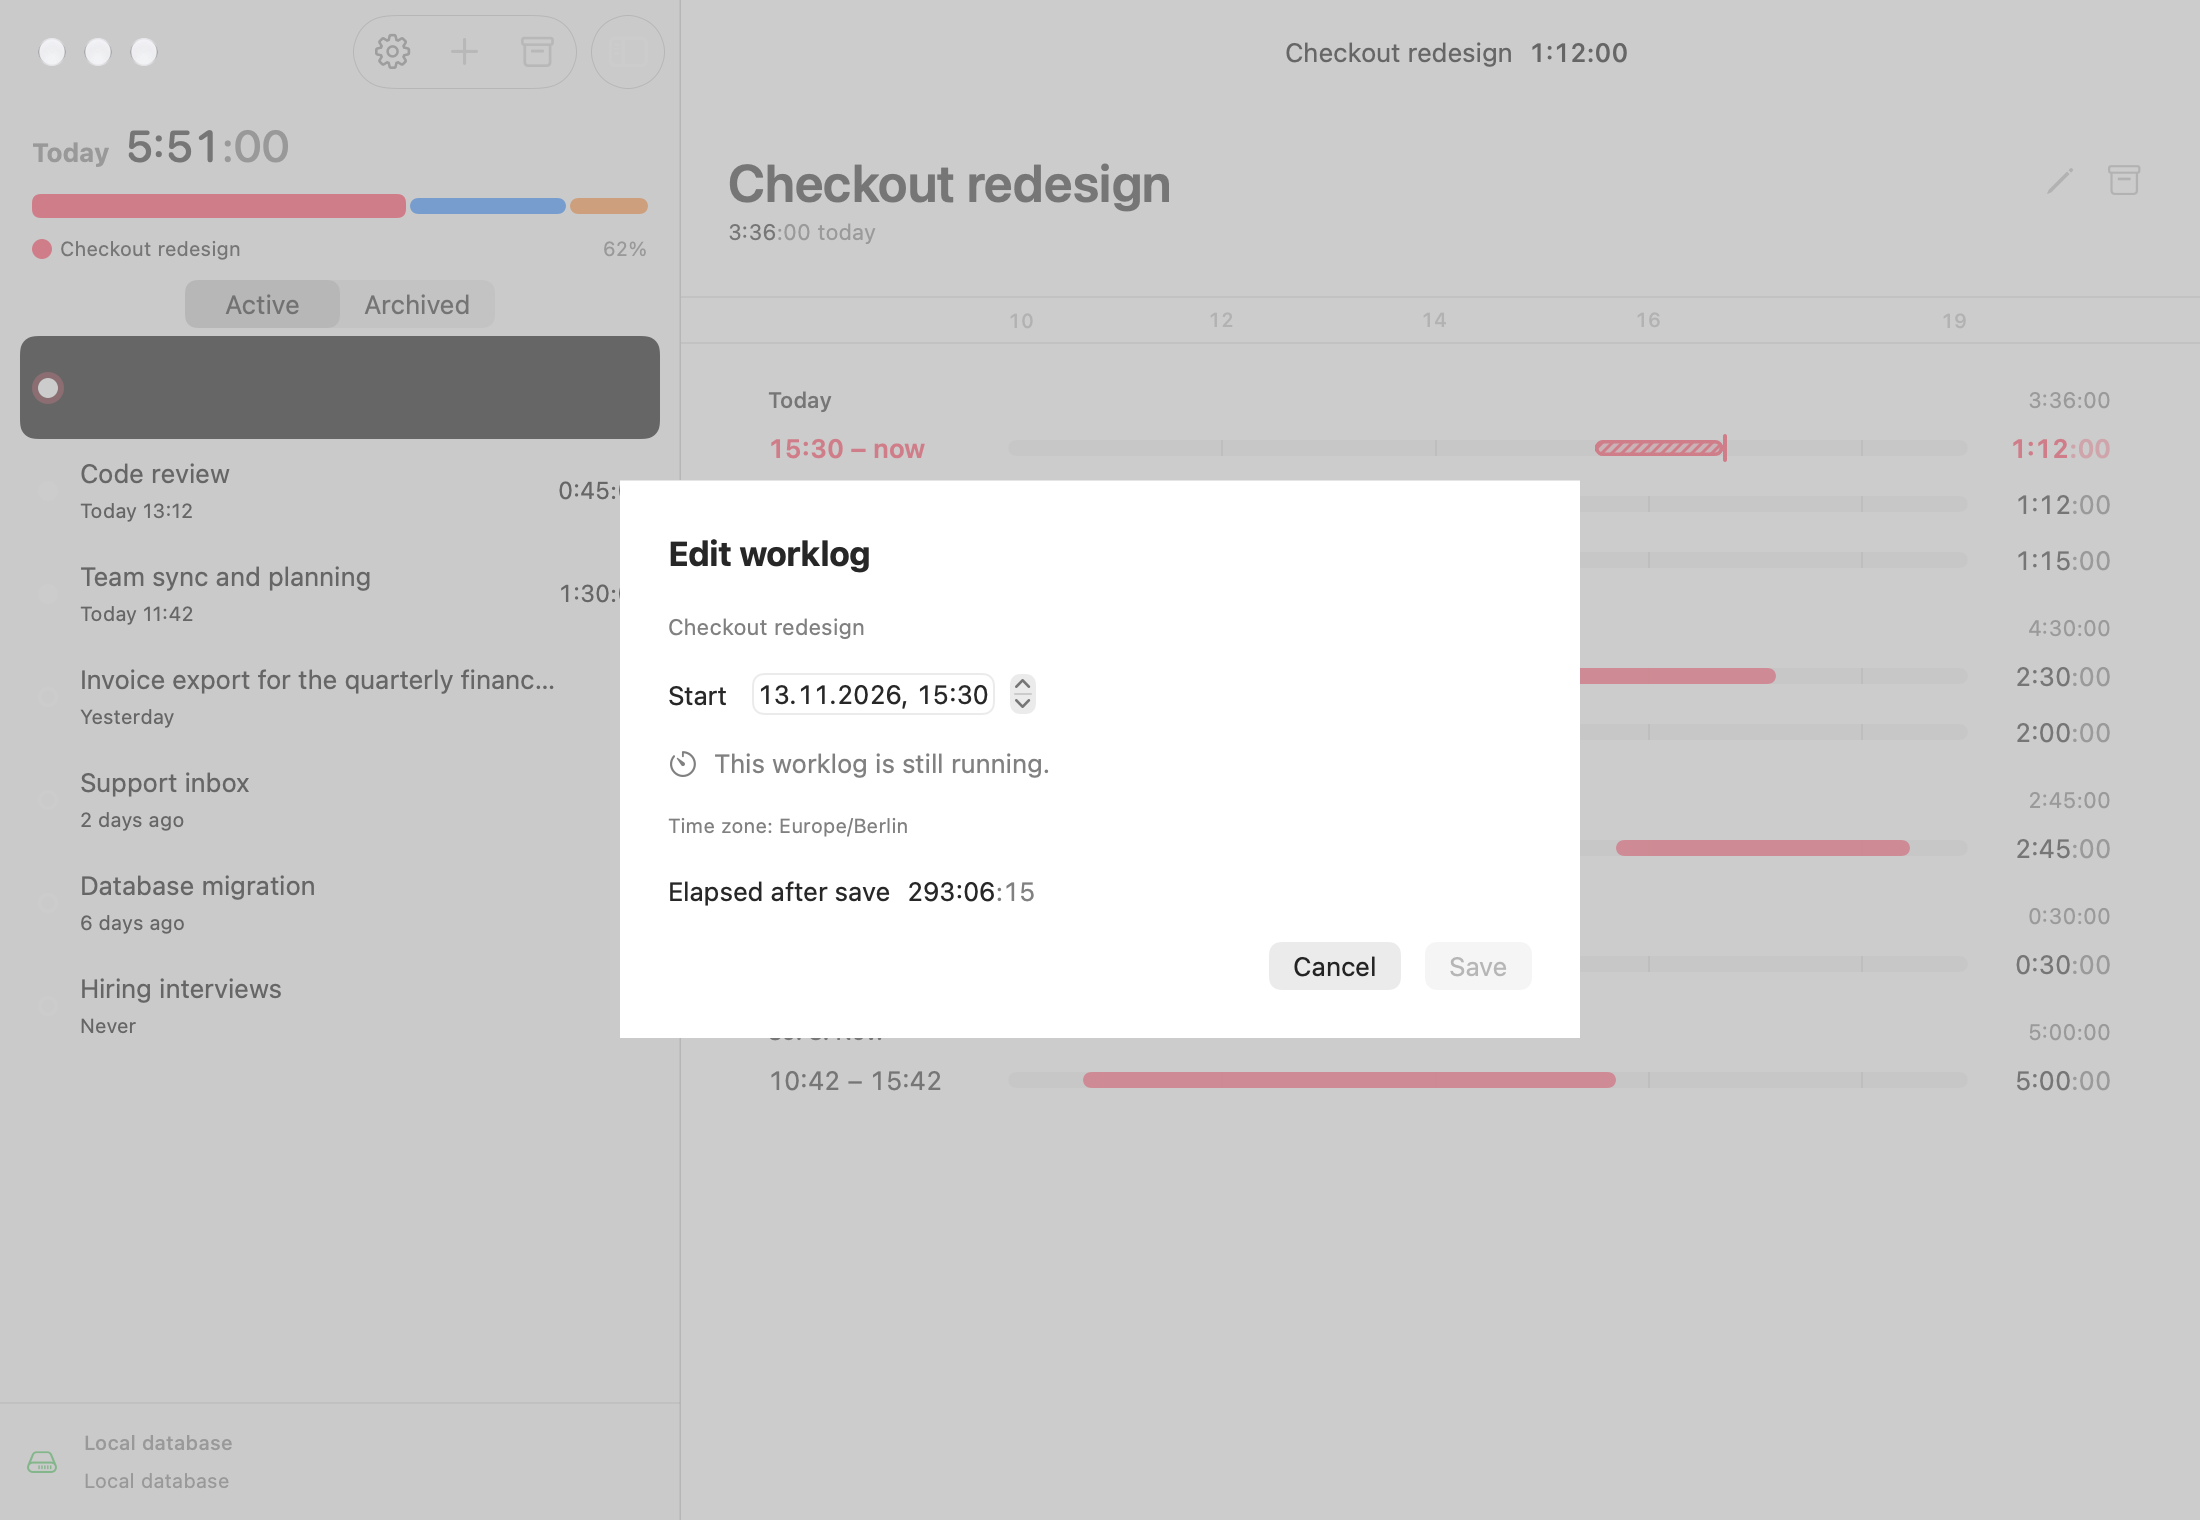 Checkout redesign 1:12:00
Today 5:51:00
Checkout redesign 62%
Active Archived
Code review
Today 13:12
0:45:
Team sync and planning
Today 11:42
1:30:
Invoice export for the quarterly financ...
Yesterday
Support inbox
2 days ago
Database migration
6 days ago
Hiring interviews
Never
Local database
Local database
Checkout redesign
3:36:00 today
10 12 14 16 19
Today 3:36:00
15:30 – now 1:12:00
1:12:00
1:15:00
4:30:00
2:30:00
2:00:00
2:45:00
2:45:00
0:30:00
0:30:00
5:00:00
10:42 – 15:42 5:00:00
Edit worklog
Checkout redesign
Start 13.11.2026, 15:30
This worklog is still running.
Time zone: Europe/Berlin
Elapsed after save 293:06:15
Cancel Save